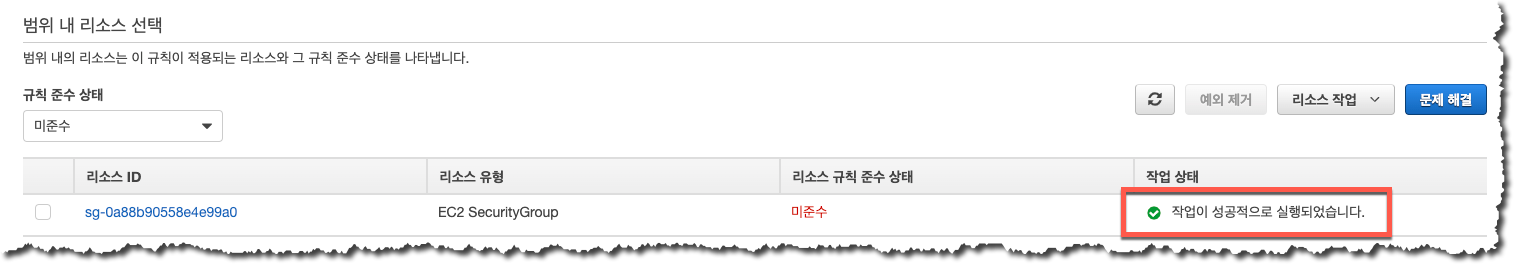 범위 내 리소스 선택
범위 내의 리소스는 이 규칙이 적용되는 리소스와 그 규칙 준수 상태를 나타냅니다.
규칙 준수 상태
미준수
예외 제거
리소스 작업
문제 해결
리소스 ID 리소스 유형 리소스 규칙 준수 상태 작업 상태
sg-0a88b90558e4e99a0 EC2 SecurityGroup 미준수 작업이 성공적으로 실행되었습니다.